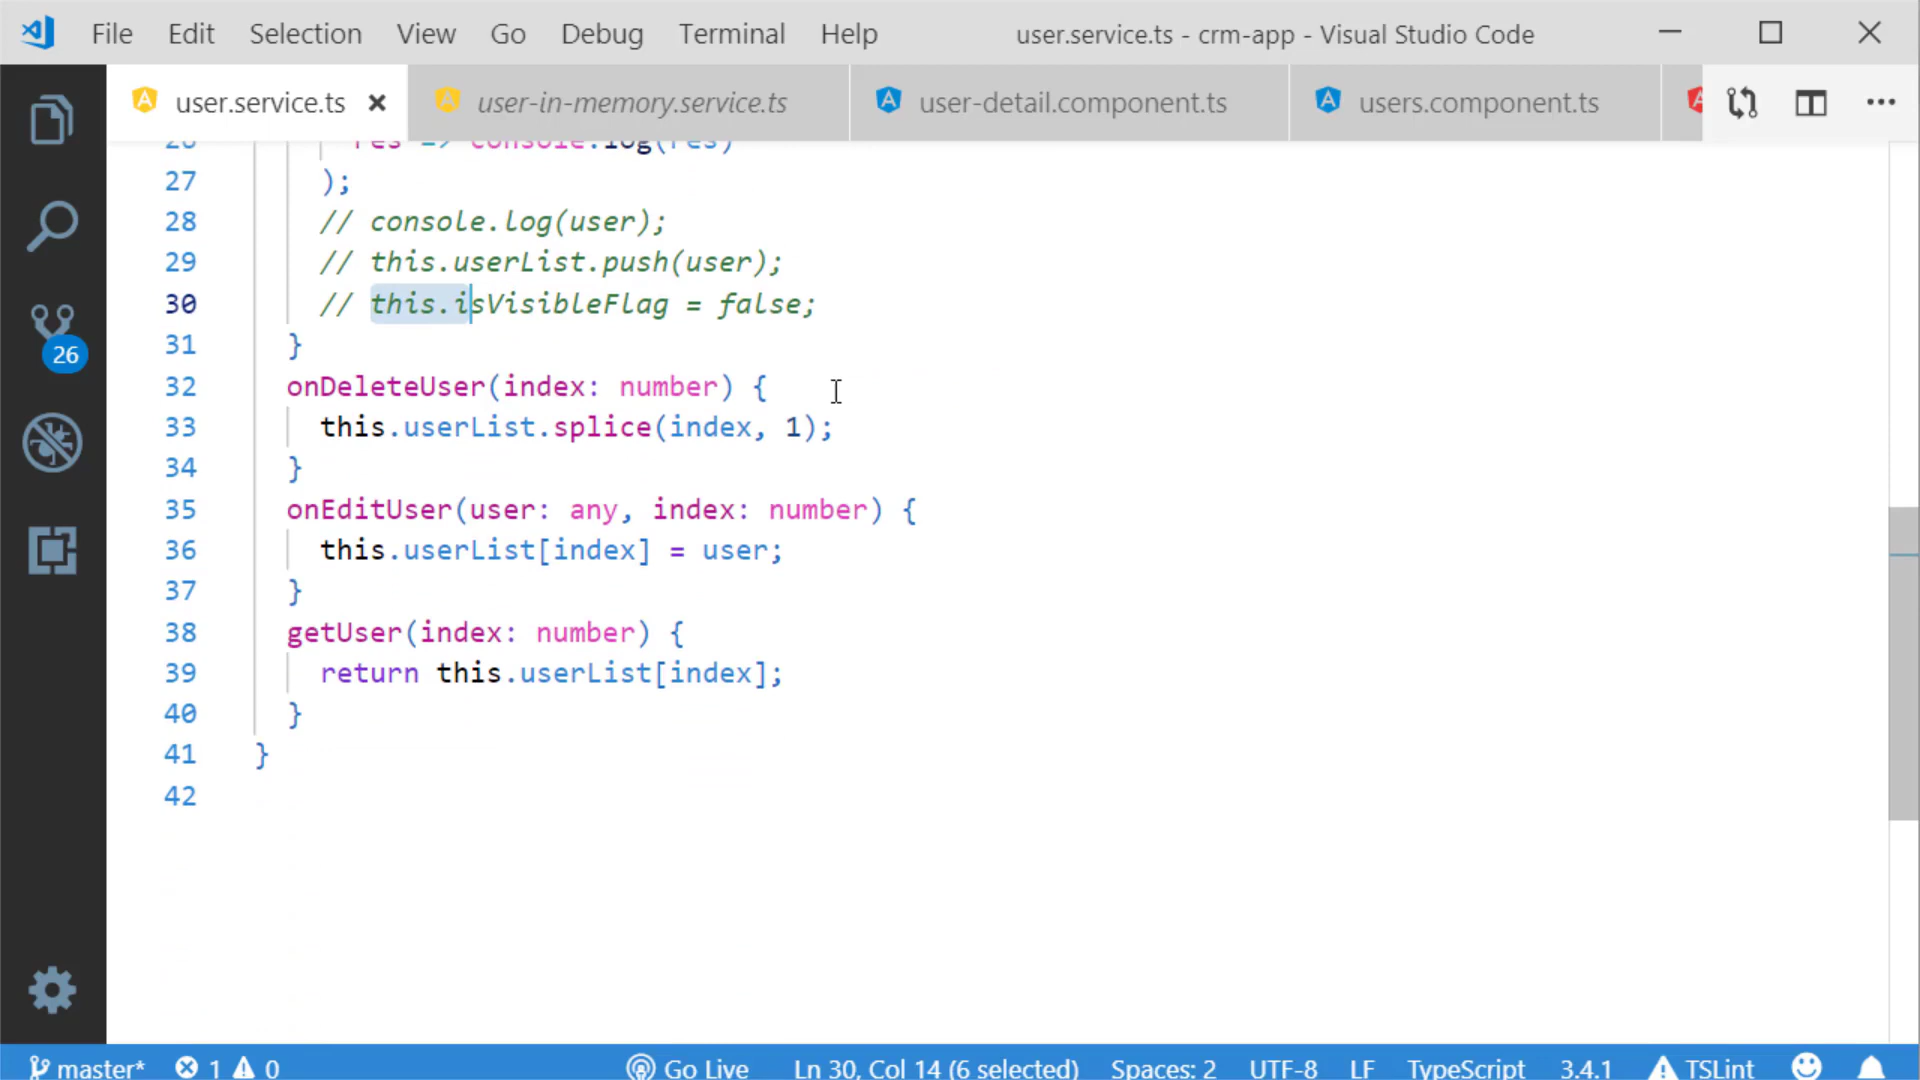 File Edit Selection View Go Debug Terminal Help user.service.ts - crm-app - Visual Studio Code
user.service.ts user-in-memory.service.ts user-detail.component.ts users.component.ts
26 res => console.log(res)
27 );
28 // console.log(user);
29 // this.userList.push(user);
30 // this.isVisibleFlag = false;
31 }
32 onDeleteUser(index: number) {
33 this.userList.splice(index, 1);
34 }
35 onEditUser(user: any, index: number) {
36 this.userList[index] = user;
37 }
38 getUser(index: number) {
39 return this.userList[index];
40 }
41 }
42
26
master* 1 0 Go Live Ln 30, Col 14 (6 selected) Spaces: 2 UTF-8 LF TypeScript 3.4.1 TSLint